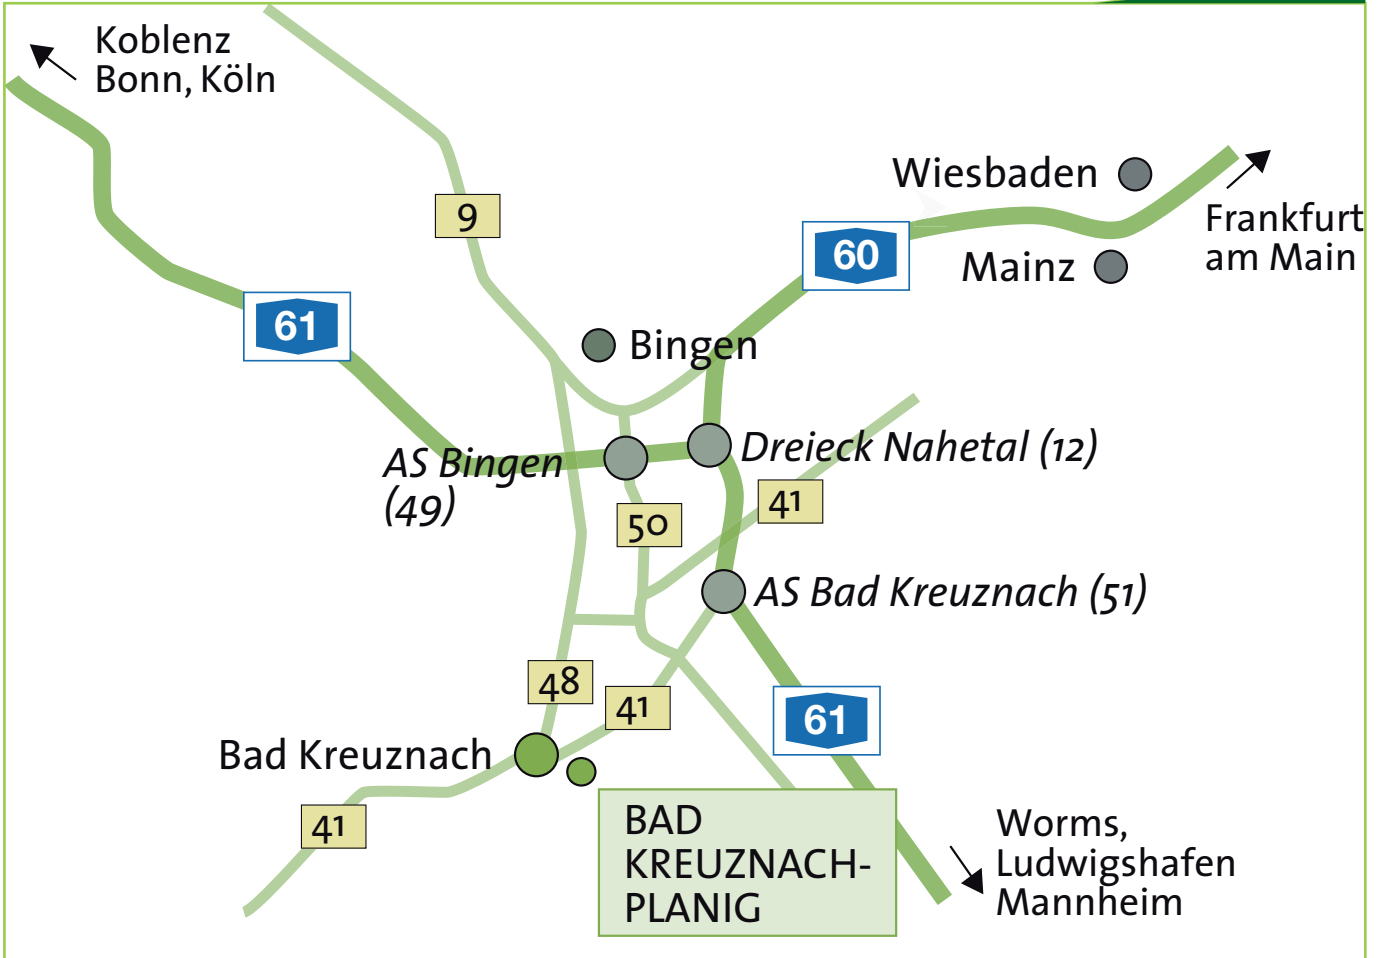 Koblenz
Bonn, Köln
9
Wiesbaden
Frankfurt
am Main
60
Mainz
61
Bingen
AS Bingen
(49)
Dreieck Nahetal (12)
41
50
AS Bad Kreuznach (51)
48
41
61
Bad Kreuznach
41
BAD
KREUZNACH-
PLANIG
Worms,
Ludwigshafen
Mannheim